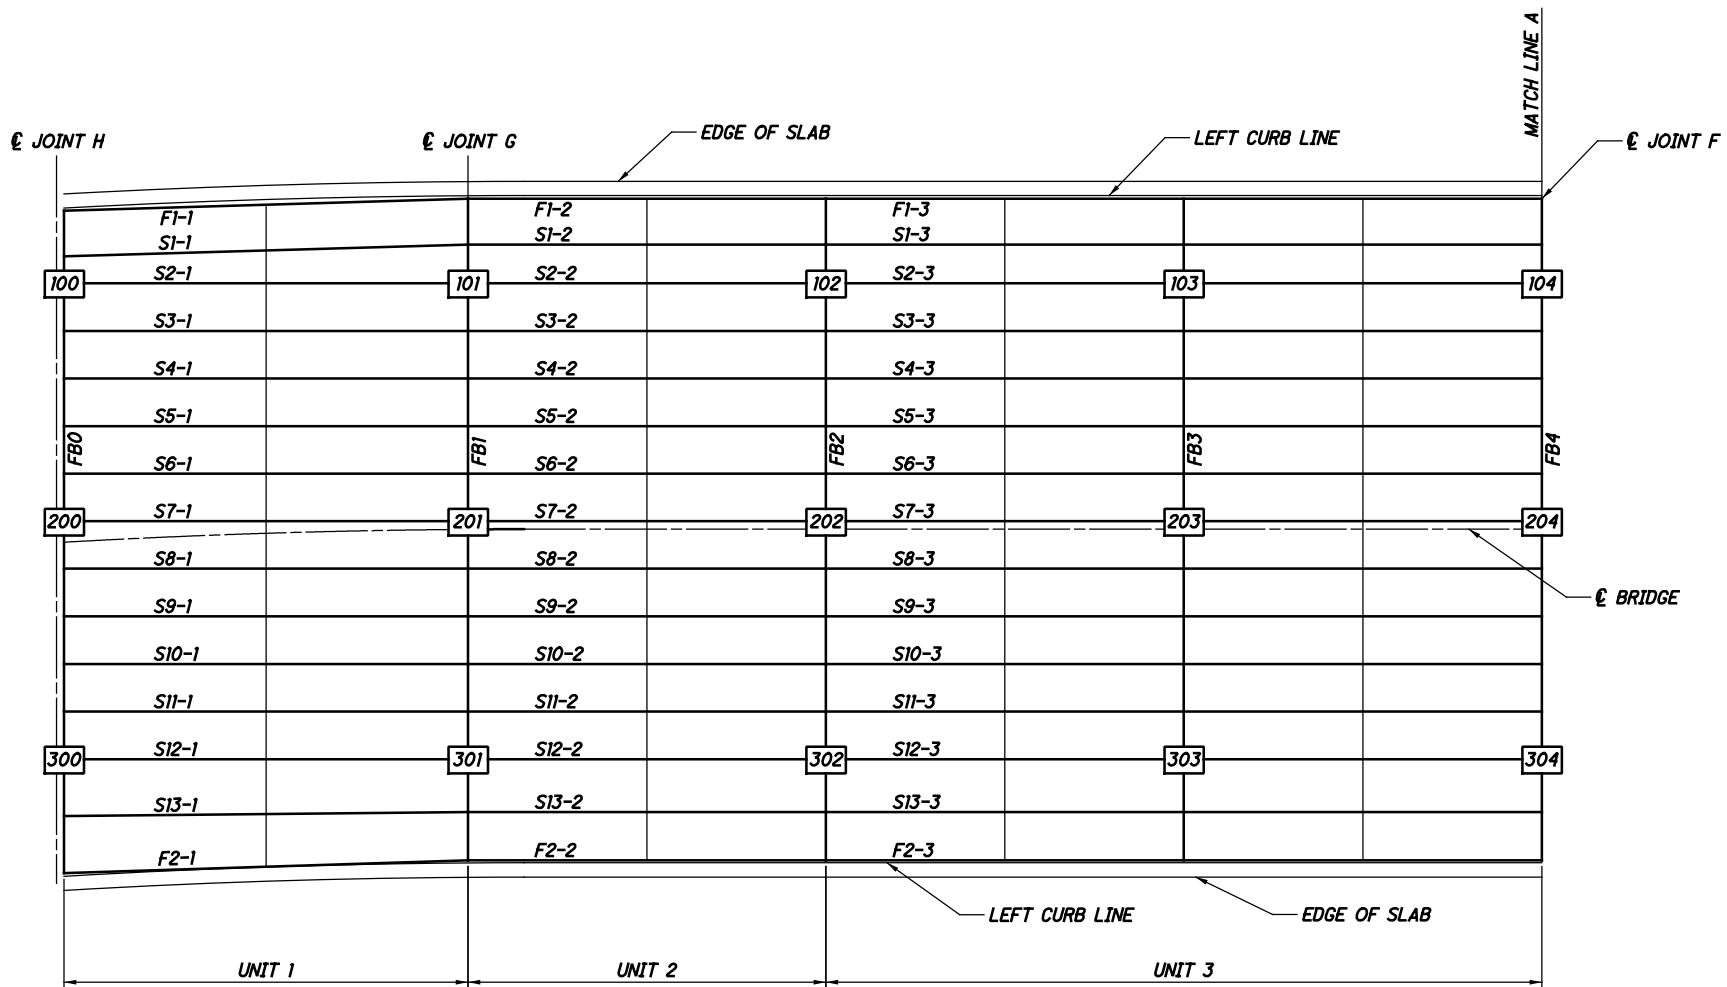 MATCH LINE A
℄ JOINT H
℄ JOINT G
EDGE OF SLAB
LEFT CURB LINE
℄ JOINT F
F1-1
F1-2
F1-3
S1-1
S1-2
S1-3
S2-1
S2-2
S2-3
100
101
102
103
104
S3-1
S3-2
S3-3
S4-1
S4-2
S4-3
S5-1
S5-2
S5-3
FB0
FB1
FB2
FB3
FB4
S6-1
S6-2
S6-3
S7-1
S7-2
S7-3
200
201
202
203
204
S8-1
S8-2
S8-3
℄ BRIDGE
S9-1
S9-2
S9-3
S10-1
S10-2
S10-3
S11-1
S11-2
S11-3
S12-1
S12-2
S12-3
300
301
302
303
304
S13-1
S13-2
S13-3
F2-1
F2-2
F2-3
LEFT CURB LINE
EDGE OF SLAB
UNIT 1
UNIT 2
UNIT 3